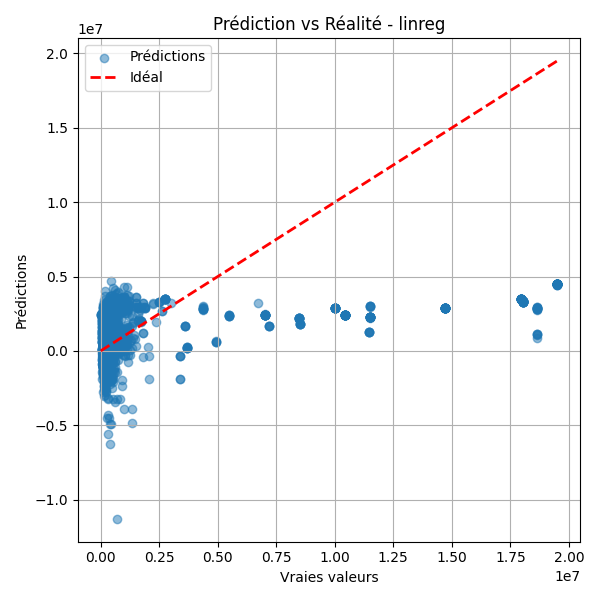 Prédiction vs Réalité - linreg
1e7
Prédictions
Idéal
2.0
1.5
1.0
0.5
0.0
−0.5
−1.0
Prédictions
0.00 0.25 0.50 0.75 1.00 1.25 1.50 1.75 2.00
Vraies valeurs
1e7